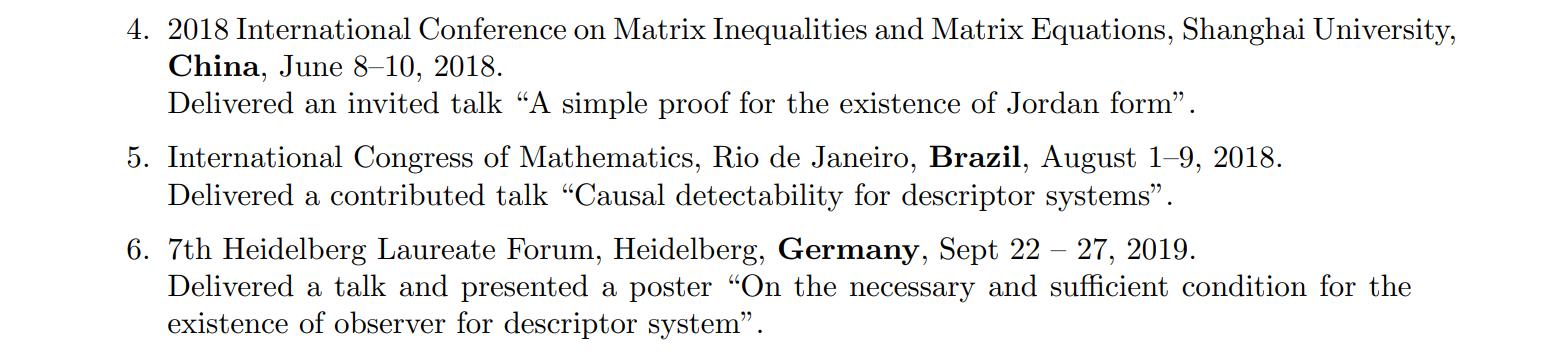 4. 2018 International Conference on Matrix Inequalities and Matrix Equations, Shanghai University,
China, June 8–10, 2018.
Delivered an invited talk “A simple proof for the existence of Jordan form”.
5. International Congress of Mathematics, Rio de Janeiro, Brazil, August 1–9, 2018.
Delivered a contributed talk “Causal detectability for descriptor systems”.
6. 7th Heidelberg Laureate Forum, Heidelberg, Germany, Sept 22 – 27, 2019.
Delivered a talk and presented a poster “On the necessary and sufficient condition for the
existence of observer for descriptor system”.